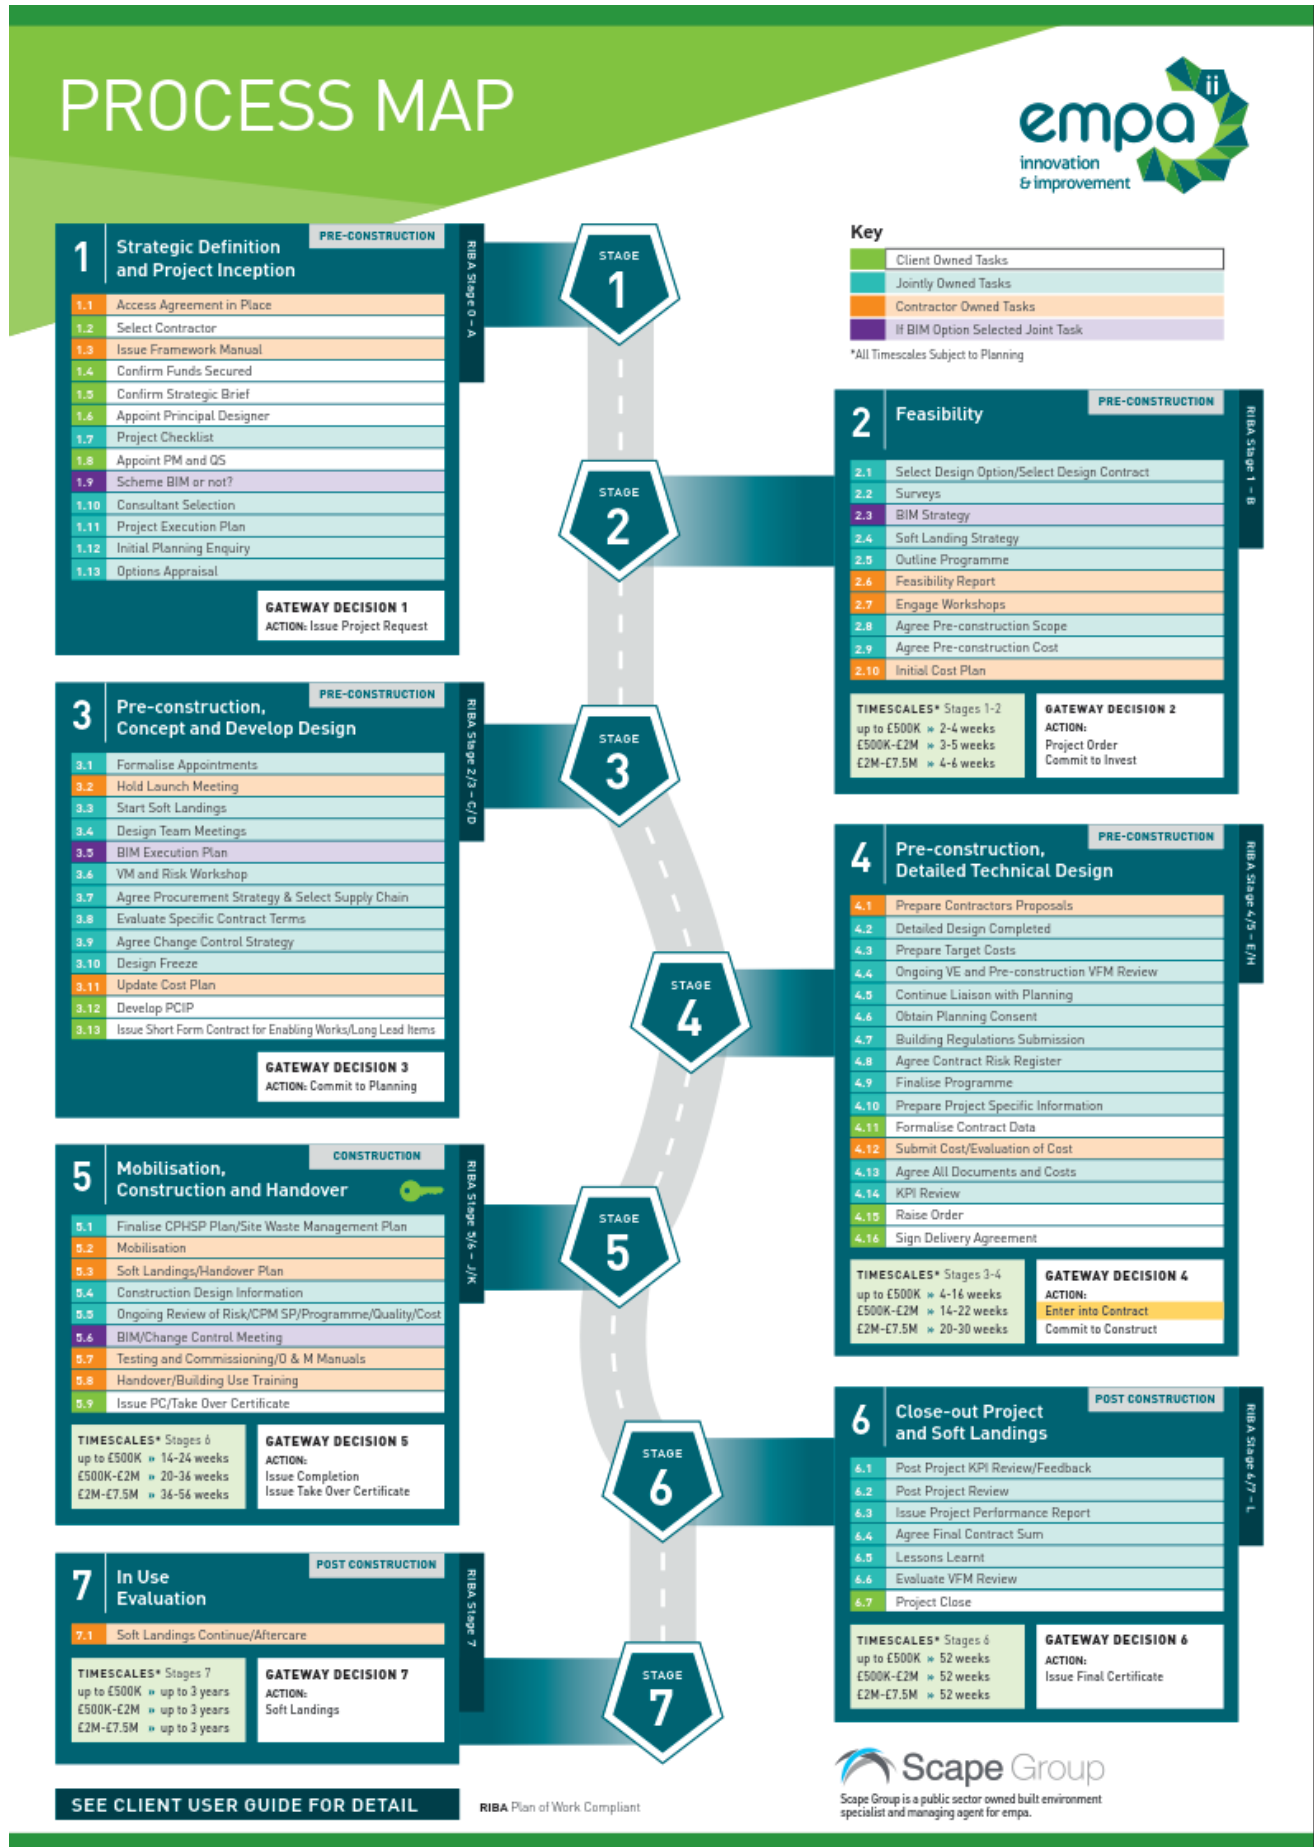 PROCESS MAP
empa ii
innovation
& improvement
1
Strategic Definition
and Project Inception
PRE-CONSTRUCTION
RIBA Stage 0 – A
1.1 Access Agreement in Place
1.2 Select Contractor
1.3 Issue Framework Manual
1.4 Confirm Funds Secured
1.5 Confirm Strategic Brief
1.6 Appoint Principal Designer
1.7 Project Checklist
1.8 Appoint PM and QS
1.9 Scheme BIM or not?
1.10 Consultant Selection
1.11 Project Execution Plan
1.12 Initial Planning Enquiry
1.13 Options Appraisal
GATEWAY DECISION 1
ACTION: Issue Project Request
STAGE
1
Key
Client Owned Tasks
Jointly Owned Tasks
Contractor Owned Tasks
If BIM Option Selected Joint Task
*All Timescales Subject to Planning
STAGE
2
2
Feasibility
PRE-CONSTRUCTION
RIBA Stage 1 – B
2.1 Select Design Option/Select Design Contract
2.2 Surveys
2.3 BIM Strategy
2.4 Soft Landing Strategy
2.5 Outline Programme
2.6 Feasibility Report
2.7 Engage Workshops
2.8 Agree Pre-construction Scope
2.9 Agree Pre-construction Cost
2.10 Initial Cost Plan
TIMESCALES* Stages 1-2
up to £500K » 2-4 weeks
£500K-£2M » 3-5 weeks
£2M-£7.5M » 4-6 weeks
GATEWAY DECISION 2
ACTION:
Project Order
Commit to Invest
3
Pre-construction,
Concept and Develop Design
PRE-CONSTRUCTION
RIBA Stage 2/3 – C/D
3.1 Formalise Appointments
3.2 Hold Launch Meeting
3.3 Start Soft Landings
3.4 Design Team Meetings
3.5 BIM Execution Plan
3.6 VM and Risk Workshop
3.7 Agree Procurement Strategy & Select Supply Chain
3.8 Evaluate Specific Contract Terms
3.9 Agree Change Control Strategy
3.10 Design Freeze
3.11 Update Cost Plan
3.12 Develop PCIP
3.13 Issue Short Form Contract for Enabling Works/Long Lead Items
GATEWAY DECISION 3
ACTION: Commit to Planning
STAGE
3
STAGE
4
4
Pre-construction,
Detailed Technical Design
PRE-CONSTRUCTION
RIBA Stage 4/5 – E/H
4.1 Prepare Contractors Proposals
4.2 Detailed Design Completed
4.3 Prepare Target Costs
4.4 Ongoing VE and Pre-construction VFM Review
4.5 Continue Liaison with Planning
4.6 Obtain Planning Consent
4.7 Building Regulations Submission
4.8 Agree Contract Risk Register
4.9 Finalise Programme
4.10 Prepare Project Specific Information
4.11 Formalise Contract Data
4.12 Submit Cost/Evaluation of Cost
4.13 Agree All Documents and Costs
4.14 KPI Review
4.15 Raise Order
4.16 Sign Delivery Agreement
TIMESCALES* Stages 3-4
up to £500K » 4-16 weeks
£500K-£2M » 14-22 weeks
£2M-£7.5M » 20-30 weeks
GATEWAY DECISION 4
ACTION:
Enter into Contract
Commit to Construct
5
Mobilisation,
Construction and Handover
CONSTRUCTION
RIBA Stage 5/6 – J/K
5.1 Finalise CPHSP Plan/Site Waste Management Plan
5.2 Mobilisation
5.3 Soft Landings/Handover Plan
5.4 Construction Design Information
5.5 Ongoing Review of Risk/CPM SP/Programme/Quality/Cost
5.6 BIM/Change Control Meeting
5.7 Testing and Commissioning/O & M Manuals
5.8 Handover/Building Use Training
5.9 Issue PC/Take Over Certificate
TIMESCALES* Stages 6
up to £500K » 14-24 weeks
£500K-£2M » 20-36 weeks
£2M-£7.5M » 36-56 weeks
GATEWAY DECISION 5
ACTION:
Issue Completion
Issue Take Over Certificate
STAGE
5
STAGE
6
6
Close-out Project
and Soft Landings
POST CONSTRUCTION
RIBA Stage 6/7 – L
6.1 Post Project KPI Review/Feedback
6.2 Post Project Review
6.3 Issue Project Performance Report
6.4 Agree Final Contract Sum
6.5 Lessons Learnt
6.6 Evaluate VFM Review
6.7 Project Close
TIMESCALES* Stages 6
up to £500K » 52 weeks
£500K-£2M » 52 weeks
£2M-£7.5M » 52 weeks
GATEWAY DECISION 6
ACTION:
Issue Final Certificate
7
In Use
Evaluation
POST CONSTRUCTION
RIBA Stage 7
7.1 Soft Landings Continue/Aftercare
TIMESCALES* Stages 7
up to £500K » up to 3 years
£500K-£2M » up to 3 years
£2M-£7.5M » up to 3 years
GATEWAY DECISION 7
ACTION:
Soft Landings
STAGE
7
SEE CLIENT USER GUIDE FOR DETAIL
RIBA Plan of Work Compliant
Scape Group
Scape Group is a public sector owned built environment
specialist and managing agent for empa.